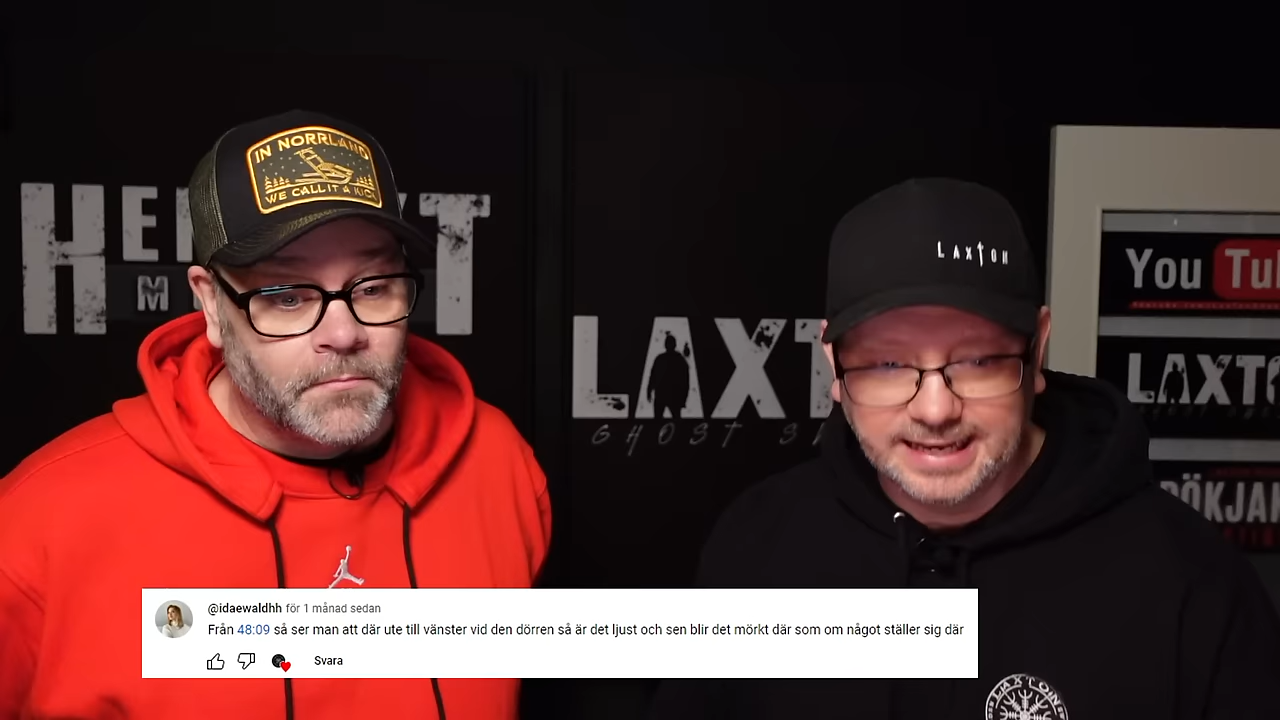 IN NORRLAND
WE CALL IT A KICK
LAXTON
YouTu
LAXT
GHOST S
LAXTO
ÖKJA
@idaewaldhh för 1 månad sedan
Från 48:09 så ser man att där ute till vänster vid den dörren så är det ljust och sen blir det mörkt där som om något ställer sig där
Svara
LAXTON